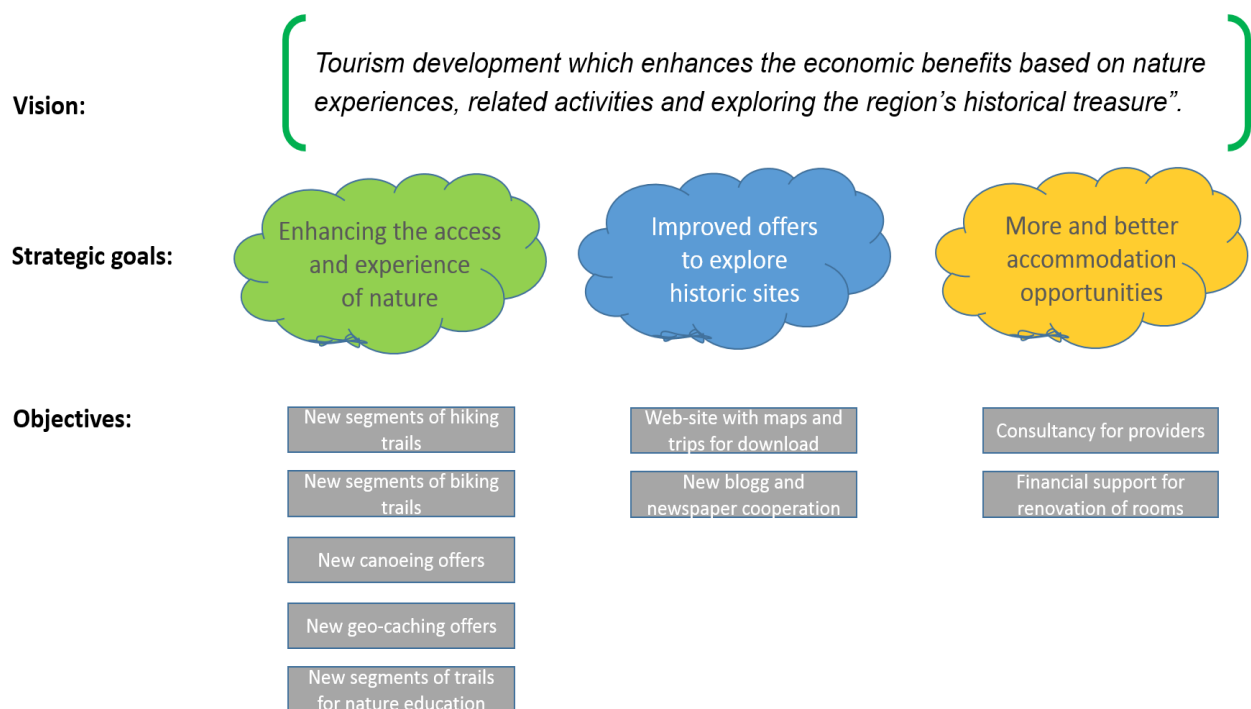 Vision:
Tourism development which enhances the economic benefits based on nature
experiences, related activities and exploring the region’s historical treasure”.
Strategic goals:
Enhancing the access
and experience
of nature
Improved offers
to explore
historic sites
More and better
accommodation
opportunities
Objectives:
New segments of hiking
trails
New segments of biking
trails
New canoeing offers
New geo-caching offers
New segments of trails
for nature education
Web-site with maps and
trips for download
New blogg and
newspaper cooperation
Consultancy for providers
Financial support for
renovation of rooms